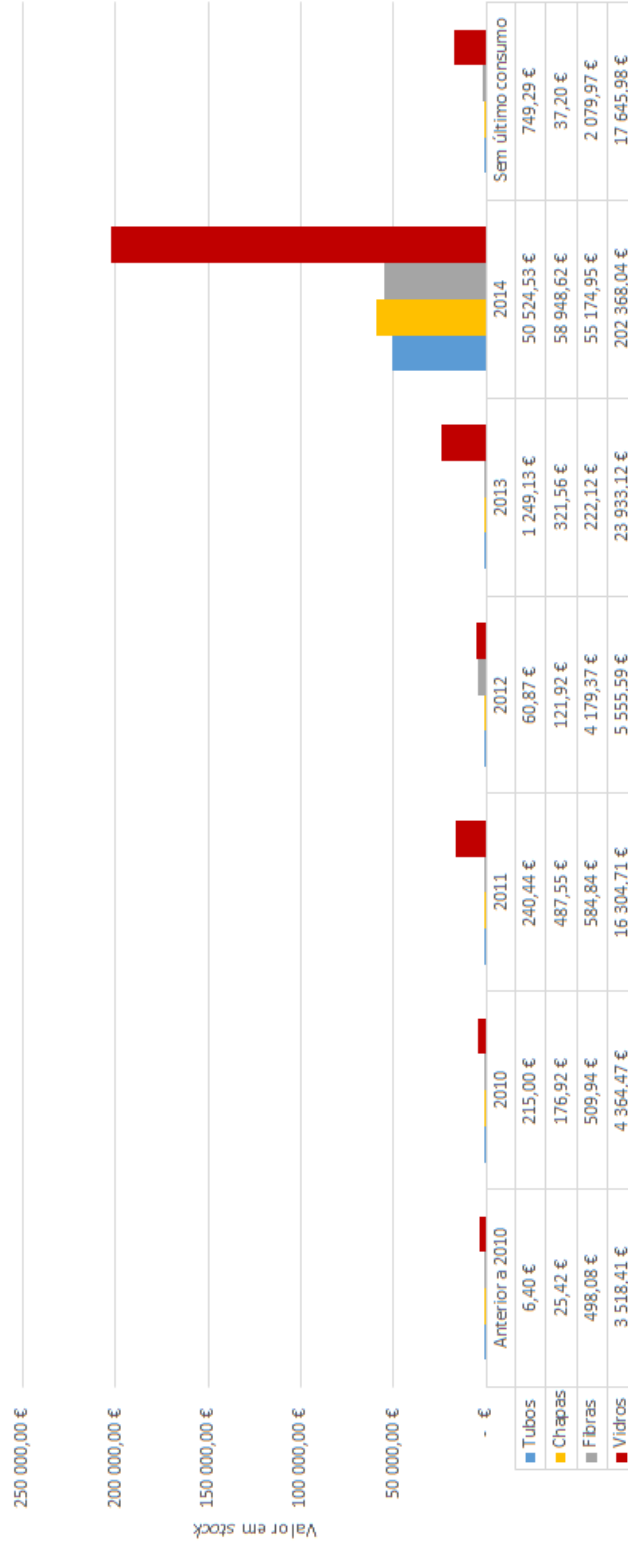 250 000,00 €
200 000,00 €
150 000,00 €
100 000,00 €
50 000,00 €
- €
Valor em stock
Anterior a 2010 2010 2011 2012 2013 2014 Sem último consumo
Tubos 6,40 € 215,00 € 240,44 € 60,87 € 1 249,13 € 50 524,53 € 749,29 €
Chapas 25,42 € 176,92 € 487,55 € 121,92 € 321,56 € 58 948,62 € 37,20 €
Fibras 498,08 € 509,94 € 584,84 € 4 179,37 € 222,12 € 55 174,95 € 2 079,97 €
Vidros 3 518,41 € 4 364,47 € 16 304,71 € 5 555,59 € 23 933,12 € 202 368,04 € 17 645,98 €